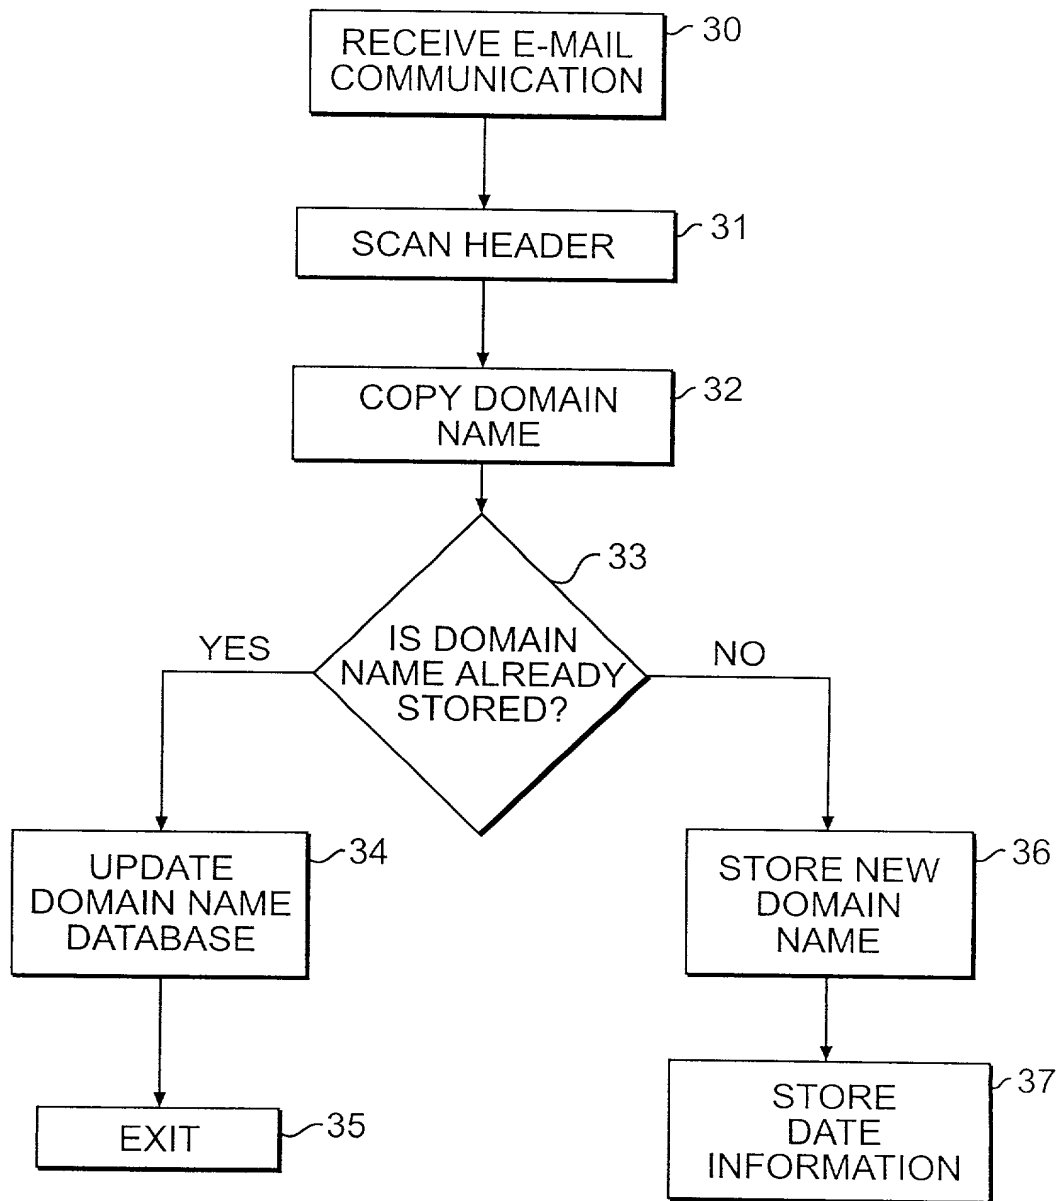 RECEIVE E-MAIL
COMMUNICATION
30
SCAN HEADER
31
COPY DOMAIN
NAME
32
33
IS DOMAIN
NAME ALREADY
STORED?
YES
NO
UPDATE
DOMAIN NAME
DATABASE
34
STORE NEW
DOMAIN
NAME
36
EXIT
35
STORE
DATE
INFORMATION
37